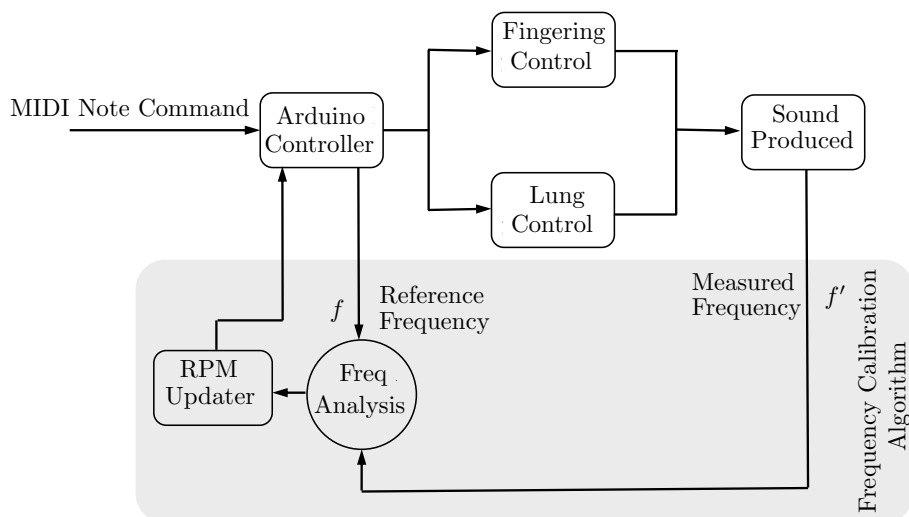 MIDI Note Command
Arduino
Controller
Fingering
Control
Lung
Control
Sound
Produced
Measured
Frequency
f'
f
Reference
Frequency
RPM
Updater
Freq
Analysis
Frequency Calibration
Algorithm